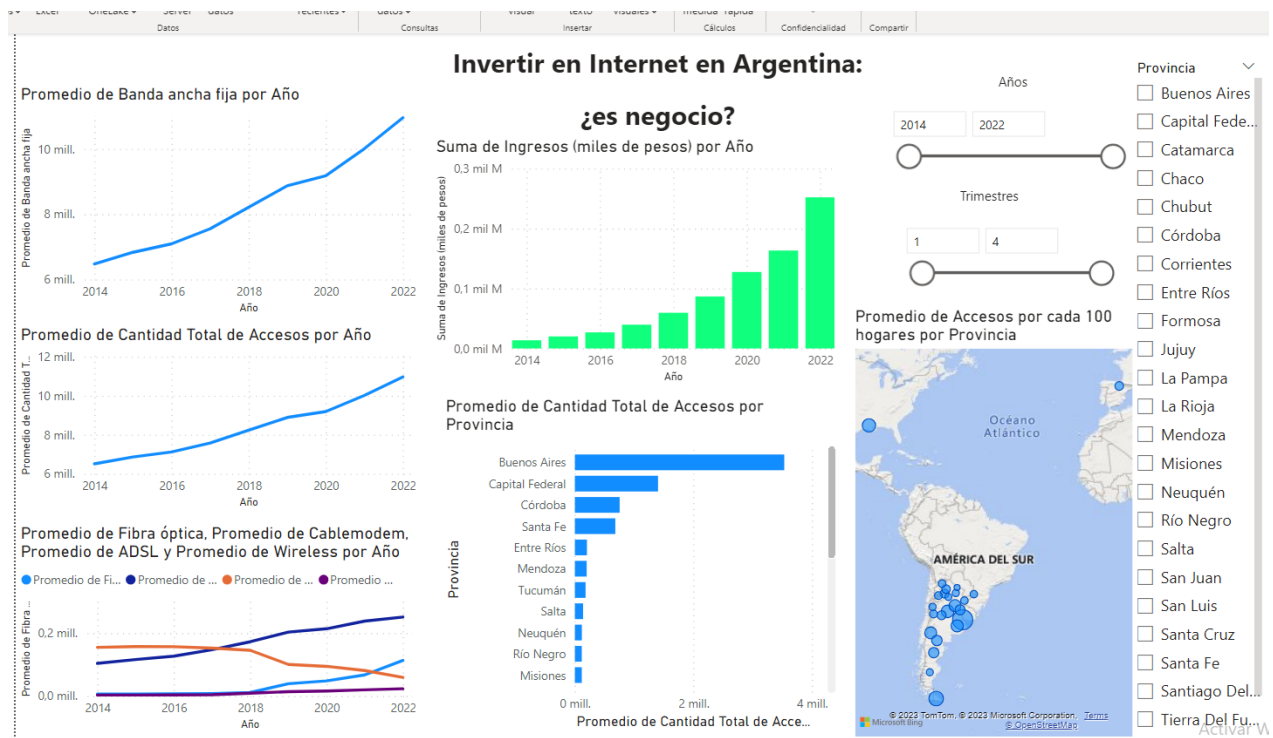 Excel
OneLake
Server
datos
recientes
datos
visual
texto
visuales
medida rápida
Datos
Consultas
Insertar
Cálculos
Confidencialidad
Compartir
Invertir en Internet en Argentina:
¿es negocio?
Promedio de Banda ancha fija por Año
Promedio de Banda ancha fija
10 mill.
8 mill.
6 mill.
2014 2016 2018 2020 2022
Año
Promedio de Cantidad Total de Accesos por Año
Promedio de Cantidad T...
12 mill.
10 mill.
8 mill.
6 mill.
2014 2016 2018 2020 2022
Año
Promedio de Fibra óptica, Promedio de Cablemodem,
Promedio de ADSL y Promedio de Wireless por Año
Promedio de Fi... Promedio de ... Promedio de ... Promedio ...
Promedio de Fibra ...
0,2 mill.
0,0 mill.
2014 2016 2018 2020 2022
Año
Suma de Ingresos (miles de pesos) por Año
Suma de Ingresos (miles de pesos)
0,3 mil M
0,2 mil M
0,1 mil M
0,0 mil M
2014 2016 2018 2020 2022
Año
Promedio de Cantidad Total de Accesos por
Provincia
Provincia
Buenos Aires
Capital Federal
Córdoba
Santa Fe
Entre Ríos
Mendoza
Tucumán
Salta
Neuquén
Río Negro
Misiones
0 mill. 2 mill. 4 mill.
Promedio de Cantidad Total de Acce...
Años
2014 2022
Trimestres
1 4
Promedio de Accesos por cada 100
hogares por Provincia
Océano
Atlántico
AMÉRICA DEL SUR
Microsoft Bing
© 2023 TomTom, © 2023 Microsoft Corporation, Terms
© OpenStreetMap
Provincia
Buenos Aires
Capital Fede...
Catamarca
Chaco
Chubut
Córdoba
Corrientes
Entre Ríos
Formosa
Jujuy
La Pampa
La Rioja
Mendoza
Misiones
Neuquén
Río Negro
Salta
San Juan
San Luis
Santa Cruz
Santa Fe
Santiago Del...
Tierra Del Fu...
Activar W